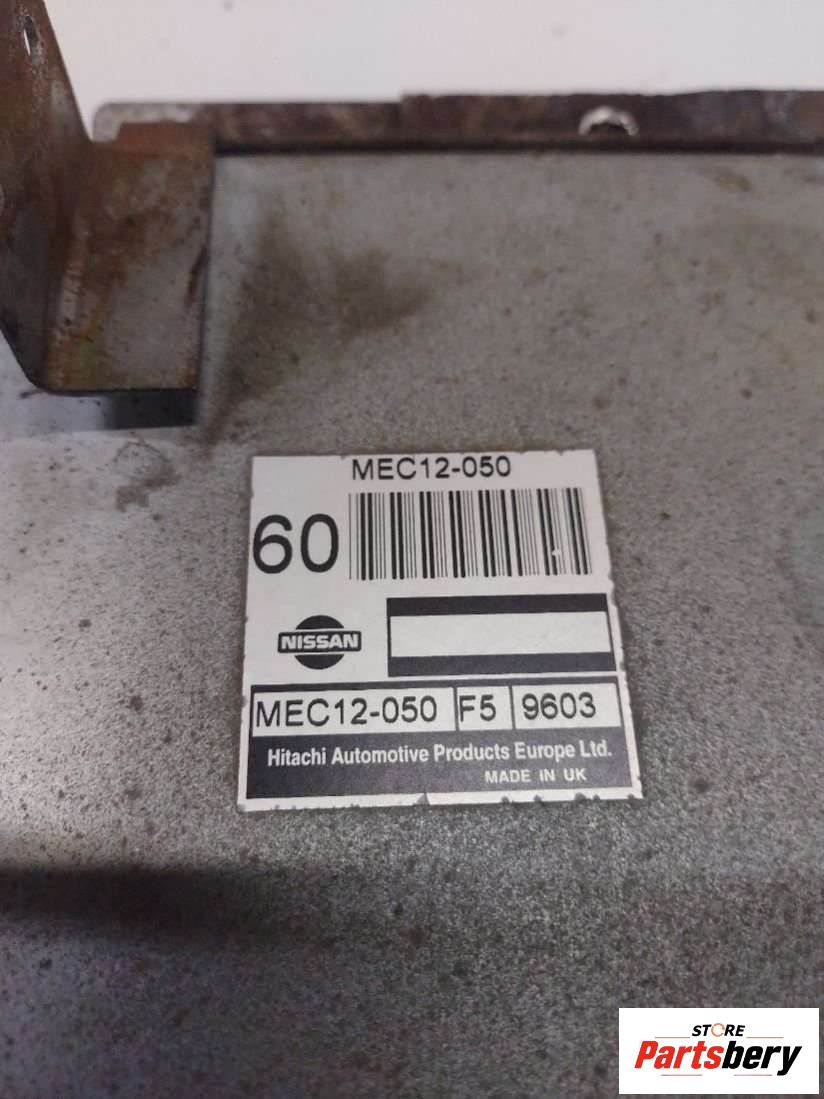 MEC12-050
60
NISSAN
MEC12-050 F5 9603
Hitachi Automotive Products Europe Ltd.
MADE IN UK
STORE
Partsbery